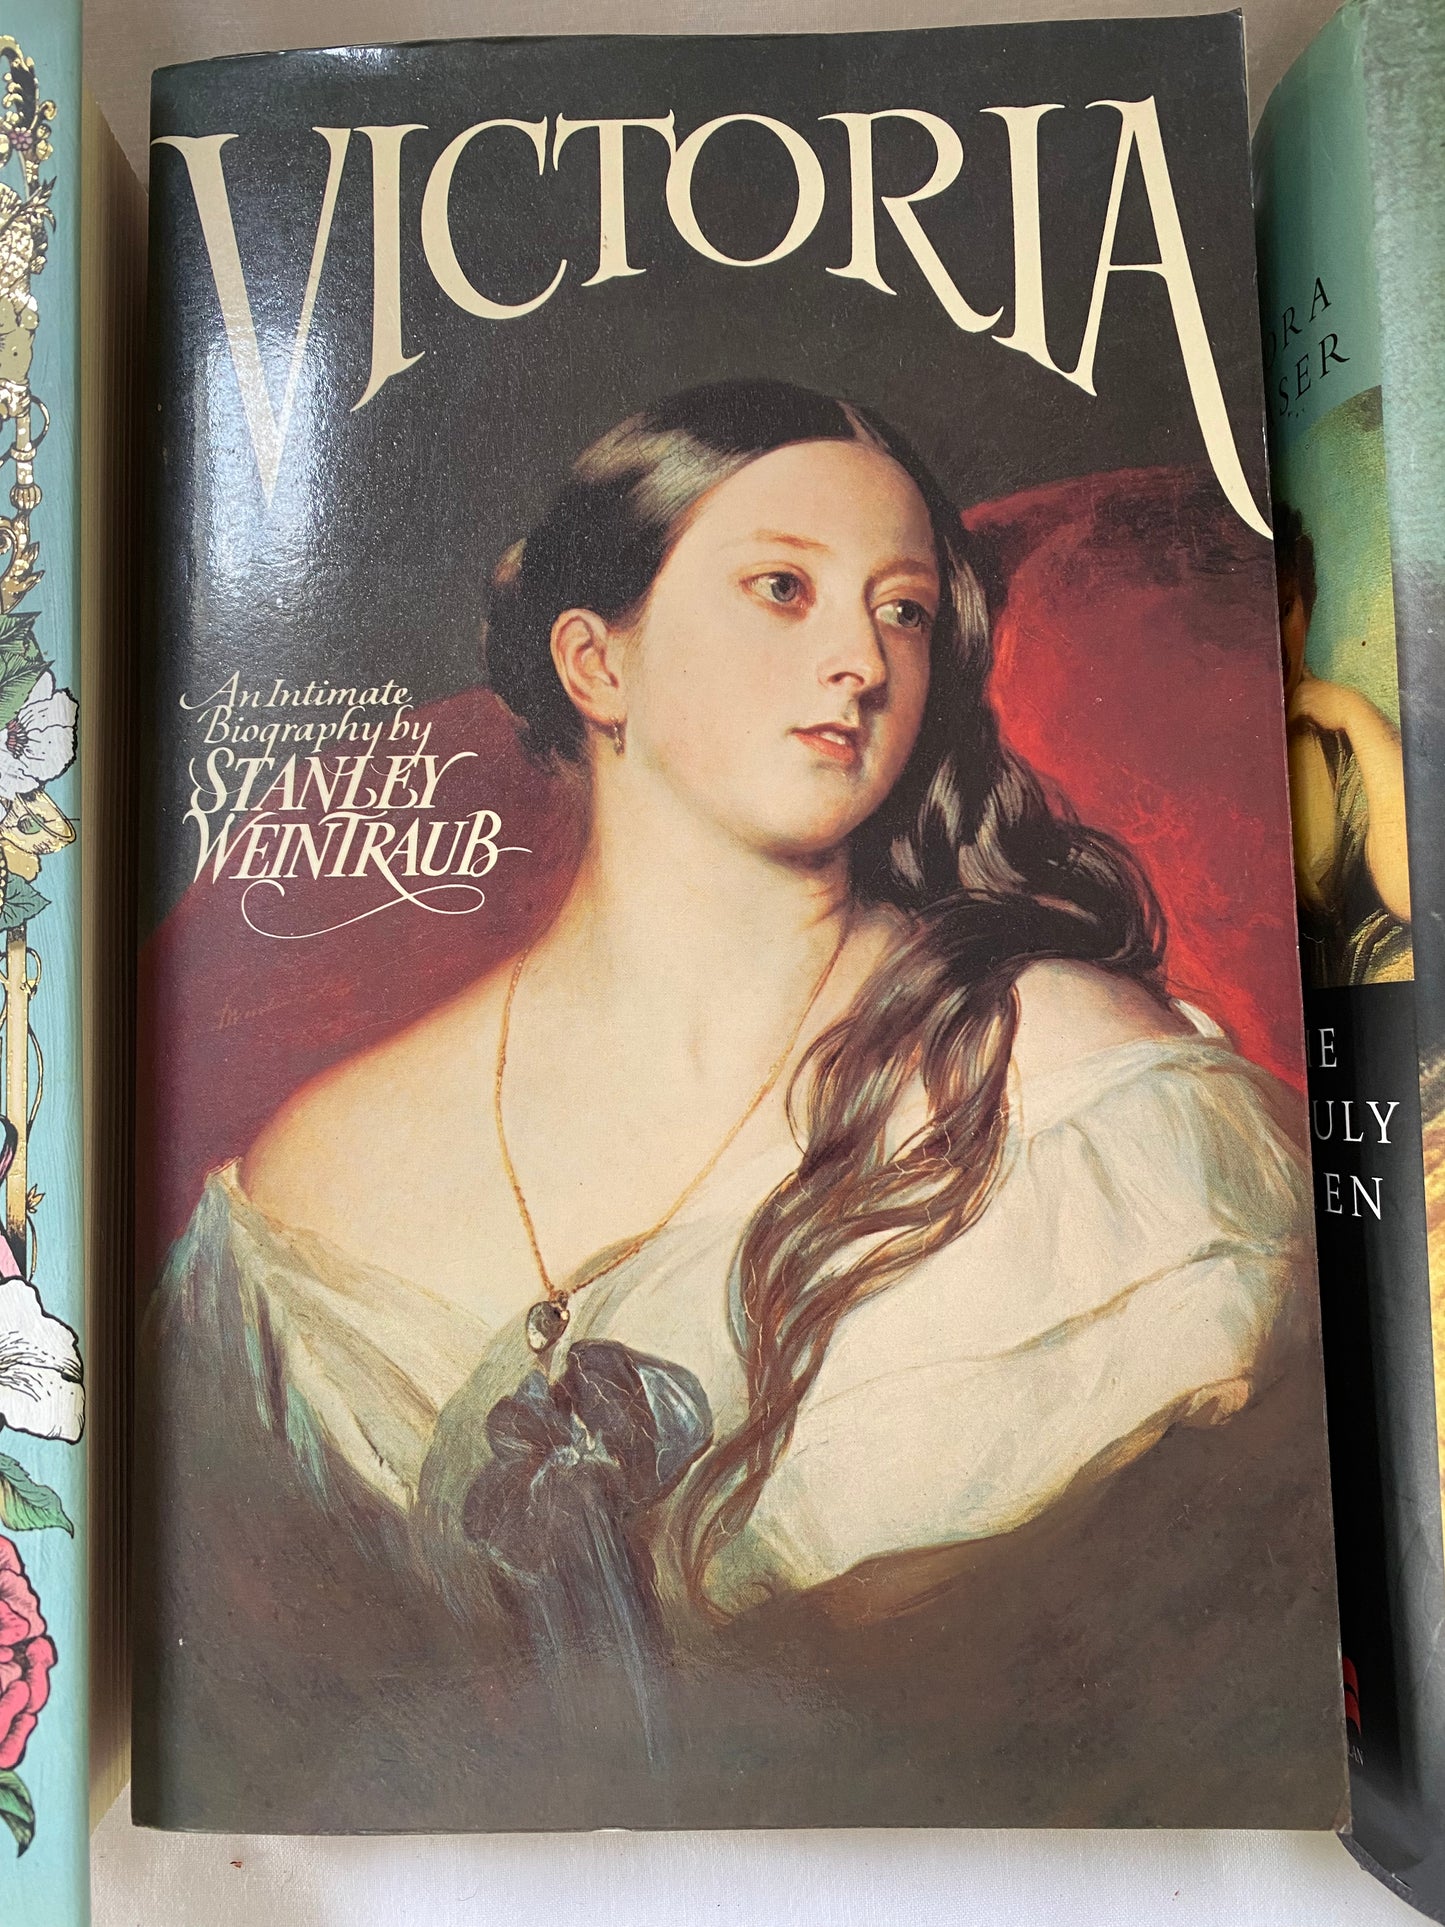 VICTORIA
An Intimate
Biography by
STANLEY
WEINTRAUB